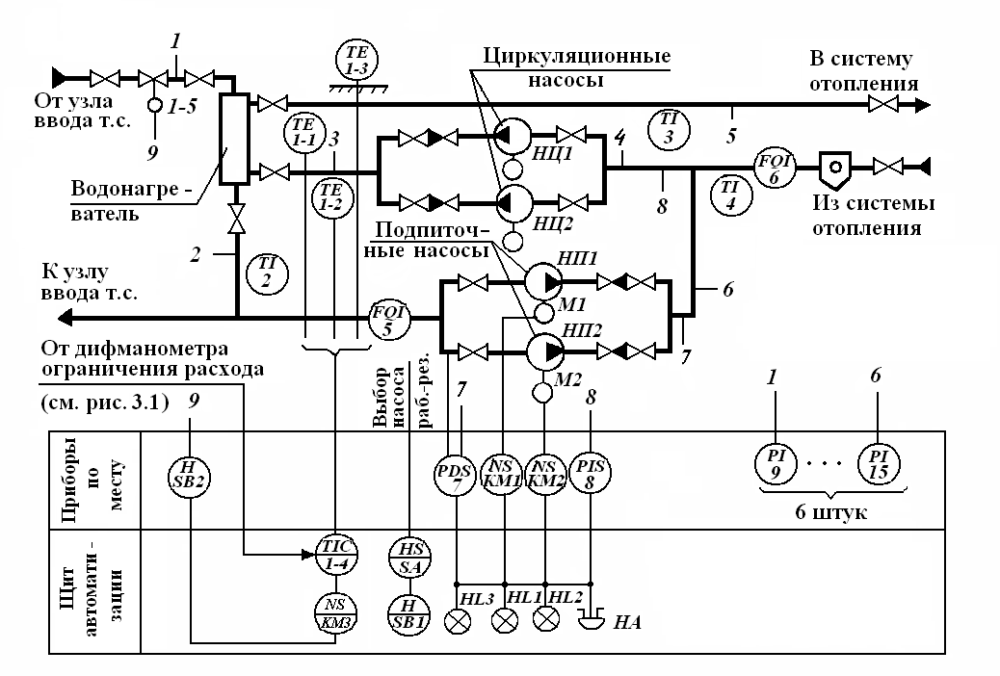 1
TE
1-3
Циркуляционные
насосы
В систему
отопления
От узла
ввода т.с.
1-5
9
TE
1-1
3
НЦ1
4
TI
3
5
FQI
6
Водонагре -
ватель
TE
1-2
НЦ2
8
TI
4
Из системы
отопления
2
TI
2
Подпиточ-
ные насосы
НП1
К узлу
ввода т.с.
FQI
5
М1
НП2
6
7
От дифманометра
ограничения расхода
(см. рис. 3.1)
9
Выбор
насоса
раб.-рез.
7
М2
8
1
6
Приборы
по
месту
H
SB2
PDS
7
NS
KM1
NS
KM2
PIS
8
PI
9
. . .
PI
15
6 штук
Щит
автомати -
зации
TIC
1-4
HS
SA
NS
KM3
H
SB1
HL3
HL1
HL2
HA